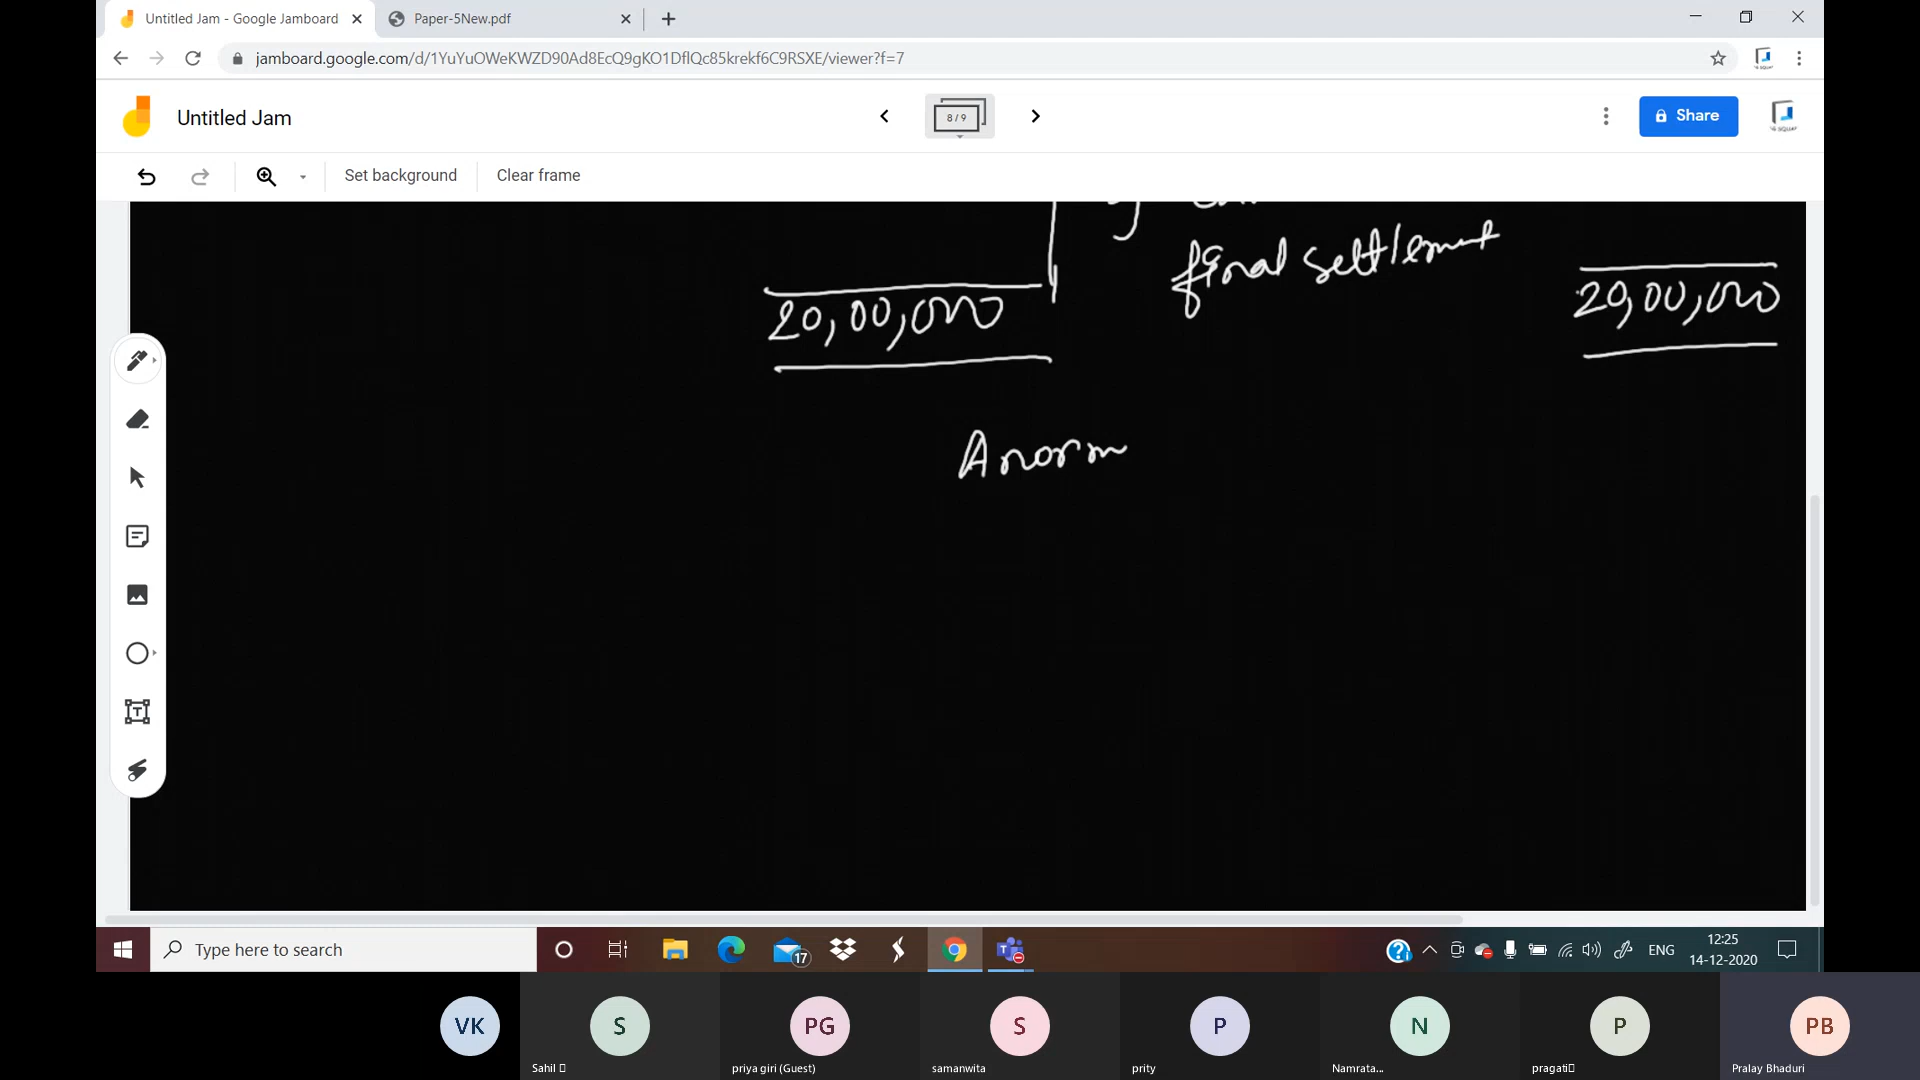 Untitled Jam - Google Jamboard
Paper-5New.pdf
jamboard.google.com/d/1YuYuOWeKWZD90Ad8EcQ9gKO1DflQc85krekf6C9RSXE/viewer?f=7
Untitled Jam
8 / 9
Share
Set background
Clear frame
final settlement
20,00,000
20,00,000
Anorm
Type here to search
17
ENG
12:25
14-12-2020
VK
S
PG
S
P
N
P
PB
Sahil
priya giri (Guest)
samanwita
prity
Namrata...
pragati
Pralay Bhaduri